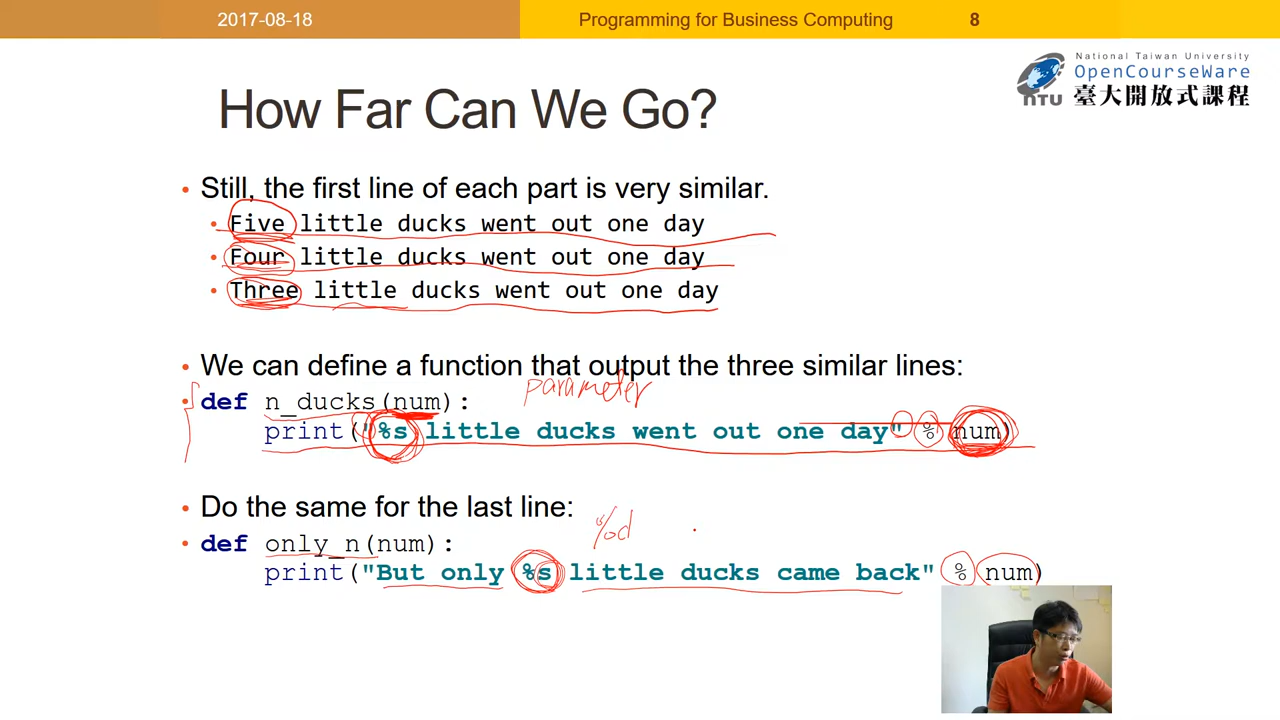 2017-08-18 Programming for Business Computing 8
National Taiwan University
OpenCourseWare
NTU 臺大開放式課程
How Far Can We Go?
• Still, the first line of each part is very similar.
• Five little ducks went out one day
• Four little ducks went out one day
• Three little ducks went out one day
• We can define a function that output the three similar lines:
parameter
• def n_ducks(num):
print("%s little ducks went out one day" % num)
• Do the same for the last line:
%d
• def only_n(num):
print("But only %s little ducks came back" % num)